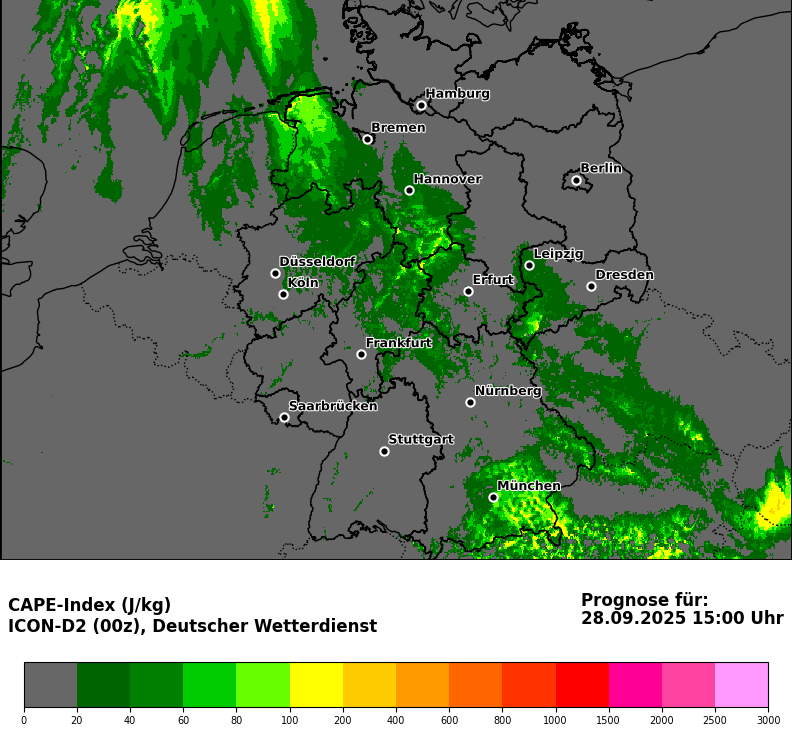 Hamburg
Bremen
Berlin
Hannover
Leipzig
Düsseldorf
Dresden
Köln
Erfurt
Frankfurt
Nürnberg
Saarbrücken
Stuttgart
München
CAPE-Index (J/kg)
ICON-D2 (00z), Deutscher Wetterdienst
Prognose für:
28.09.2025 15:00 Uhr
0 20 40 60 80 100 200 400 600 800 1000 1500 2000 2500 3000